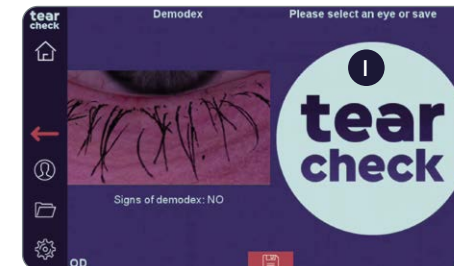 tear
check
Demodex
Please select an eye or save
I
tear
check
Signs of demodex: NO
OD